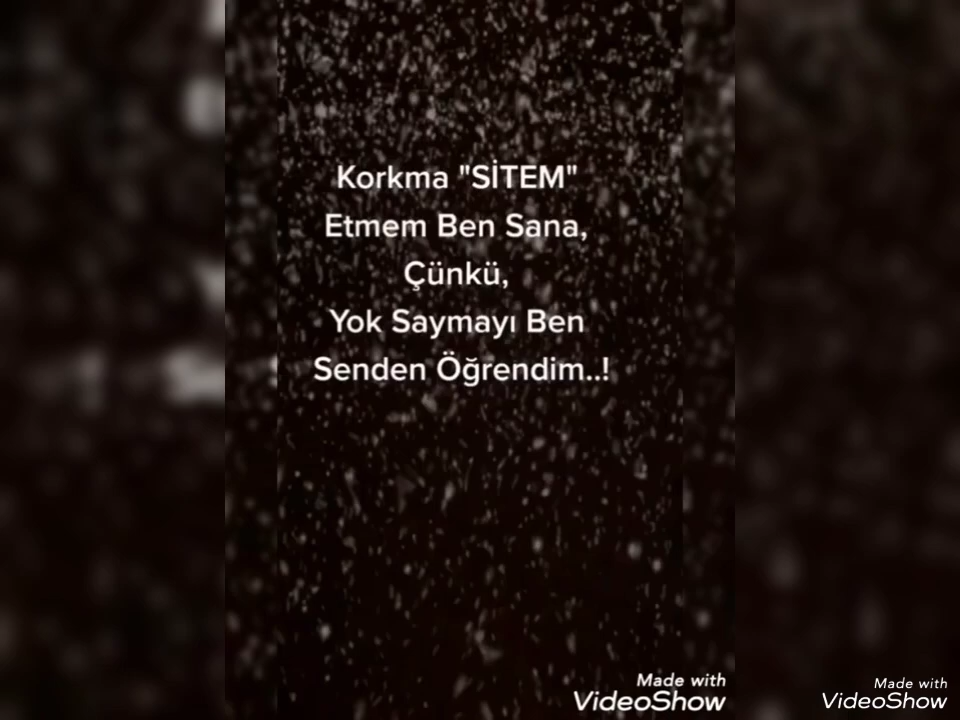 Korkma "SİTEM"
Etmem Ben Sana,
Çünkü,
Yok Saymayı Ben
Senden Öğrendim..!
Made with
VideoShow
Made with
VideoShow